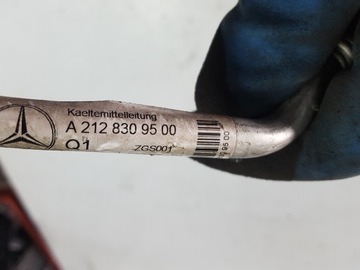 Kaeltemittelleitung
A 212 830 95 00
Q1
ZGS001